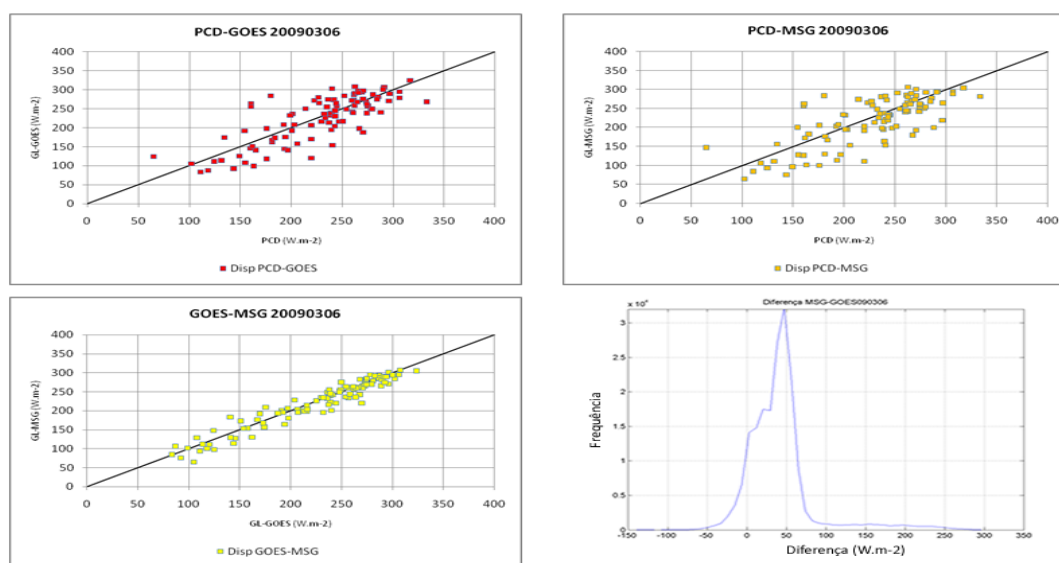 PCD-GOES 20090306
GL-GOES (W.m-2)
400
350
300
250
200
150
100
50
0
0 50 100 150 200 250 300 350 400
PCD (W.m-2)
Disp PCD-GOES
PCD-MSG 20090306
GL-MSG (W.m-2)
400
350
300
250
200
150
100
50
0
0 50 100 150 200 250 300 350 400
PCD (W.m-2)
Disp PCD-MSG
GOES-MSG 20090306
GL-MSG (W.m-2)
400
350
300
250
200
150
100
50
0
0 50 100 150 200 250 300 350 400
GL-GOES (W.m-2)
Disp GOES-MSG
Diferença MSG-GOES090306
Frequência
3
2.5
2
1.5
1
0.5
0
-150 -100 -50 0 50 100 150 200 250 300 350
Diferença (W.m-2)